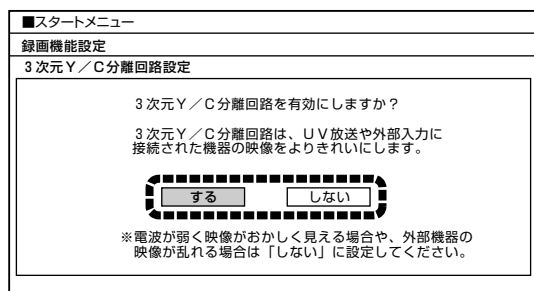 ■スタートメニュー
録画機能設定
3次元Y／C分離回路設定
3次元Y／C分離回路を有効にしますか？
3次元Y／C分離回路は、UV放送や外部入力に
接続された機器の映像をよりきれいにします。
する　しない
※電波が弱く映像がおかしく見える場合や、外部機器の
映像が乱れる場合は「しない」に設定してください。